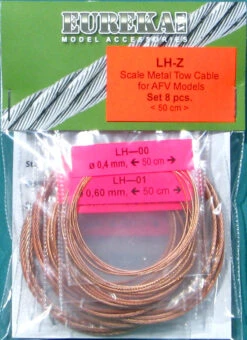 EUREKA!
MODEL ACCESSORIES
LH-Z
Scale Metal Tow Cable
for AFV Models
Set 8 pcs.
< 50 cm >
LH—00
ø 0,4 mm, ← 50 cm →
LH—01
ø 0,60 mm, ← 50 cm →